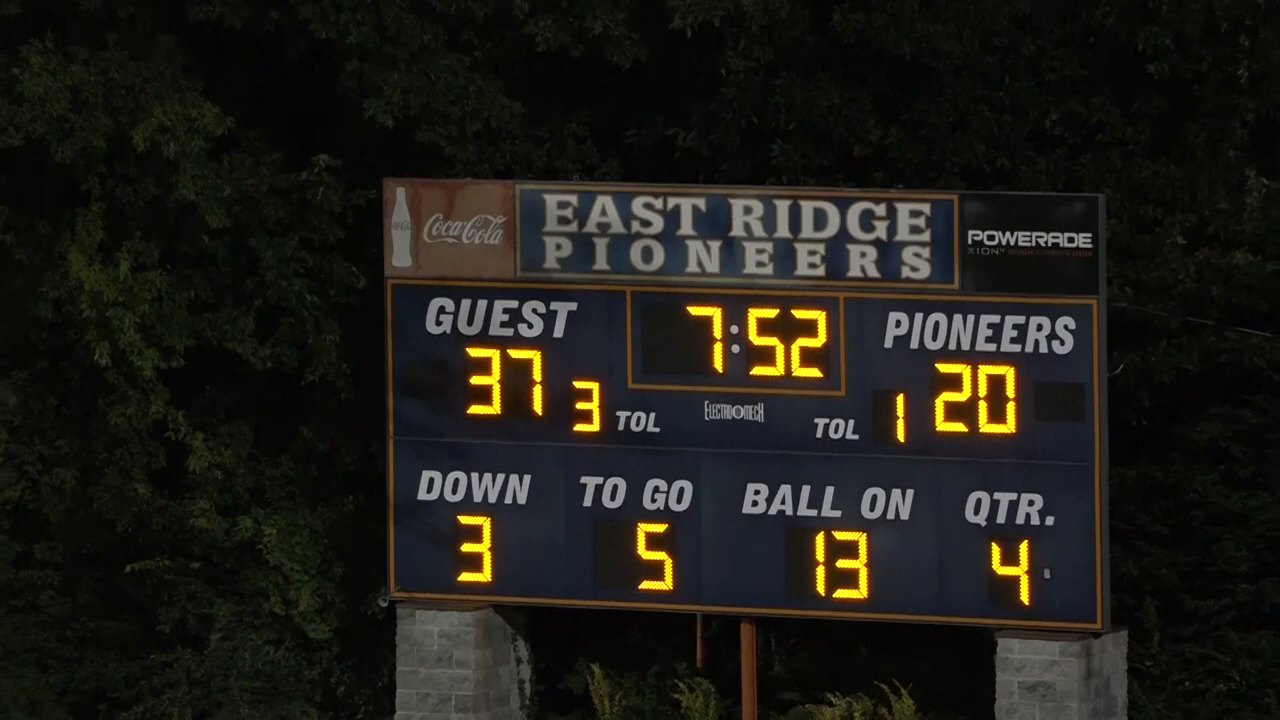 Coca-Cola
EAST RIDGE
PIONEERS
POWERADE
GUEST
7:52
PIONEERS
37
3 TOL
ELECTRO-MECH
TOL 1
20
DOWN
TO GO
BALL ON
QTR.
3
5
13
4